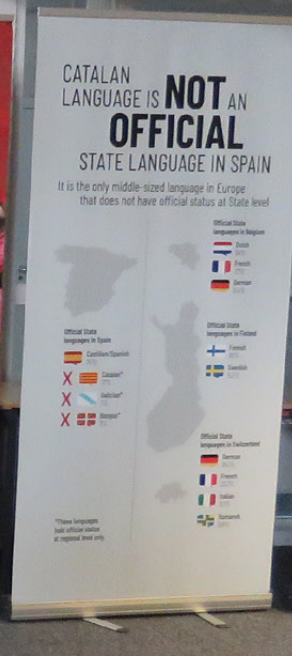 CATALAN
LANGUAGE IS NOT AN
OFFICIAL
STATE LANGUAGE IN SPAIN
It is the only middle-sized language in Europe
that does not have official status at State level
Official State
languages in Belgium
Dutch
French
German
Official State
languages in Spain
Castilian/Spanish
Catalan*
Galician*
Basque*
Official State
languages in Finland
Finnish
Swedish
Official State
languages in Switzerland
German
French
Italian
Romansh
*These languages
hold official status
at regional level only